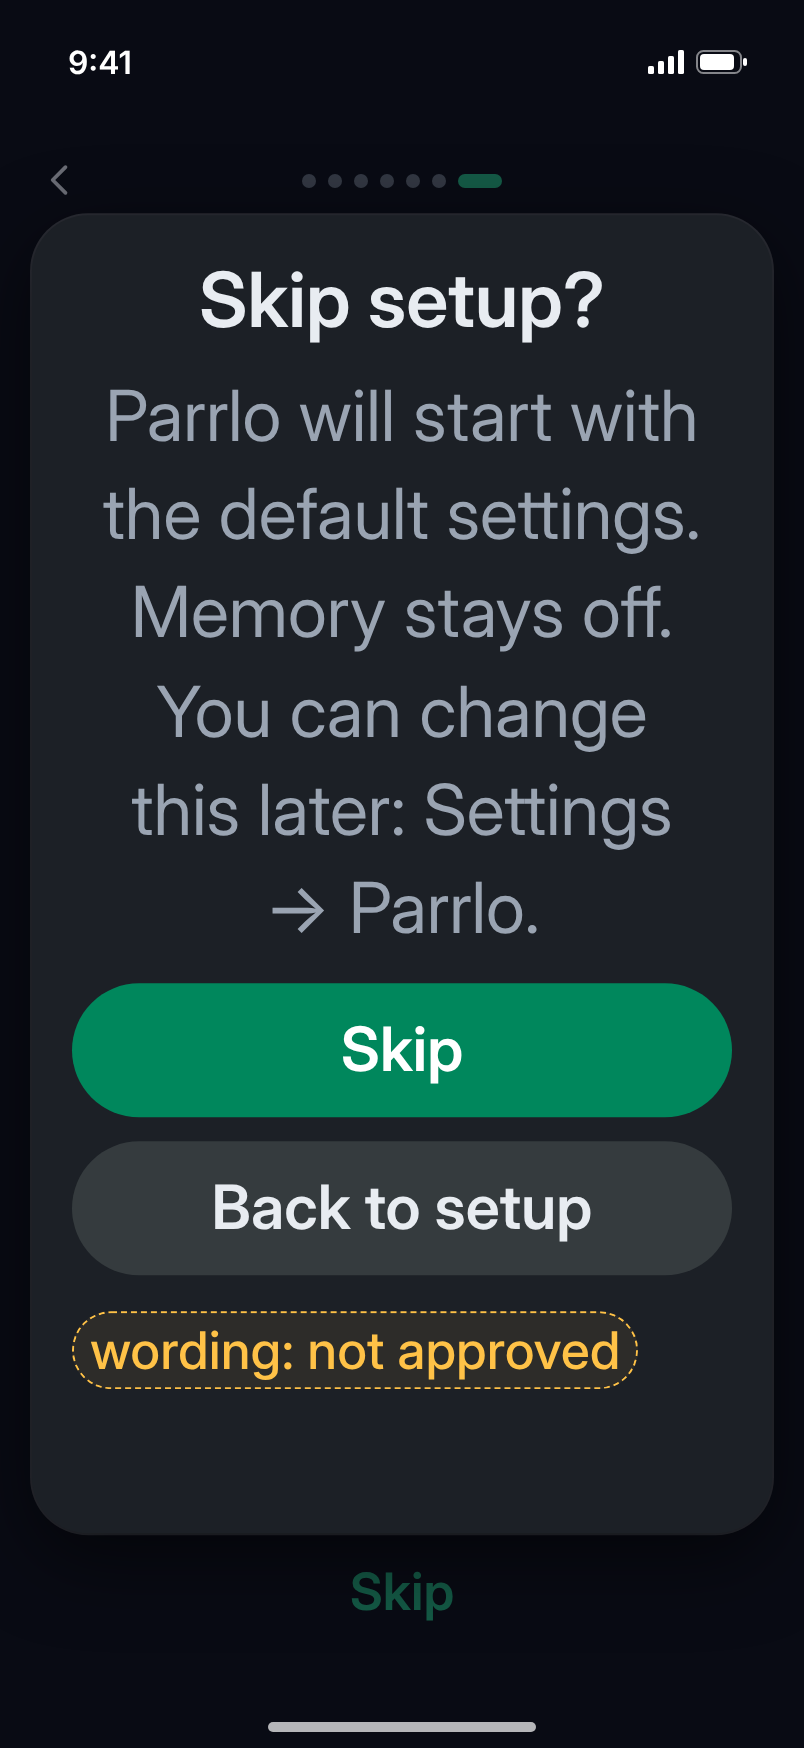 9:41
Skip setup?
Parrlo will start with
the default settings.
Memory stays off.
You can change
this later: Settings
→ Parrlo.
Skip
Back to setup
wording: not approved
Skip